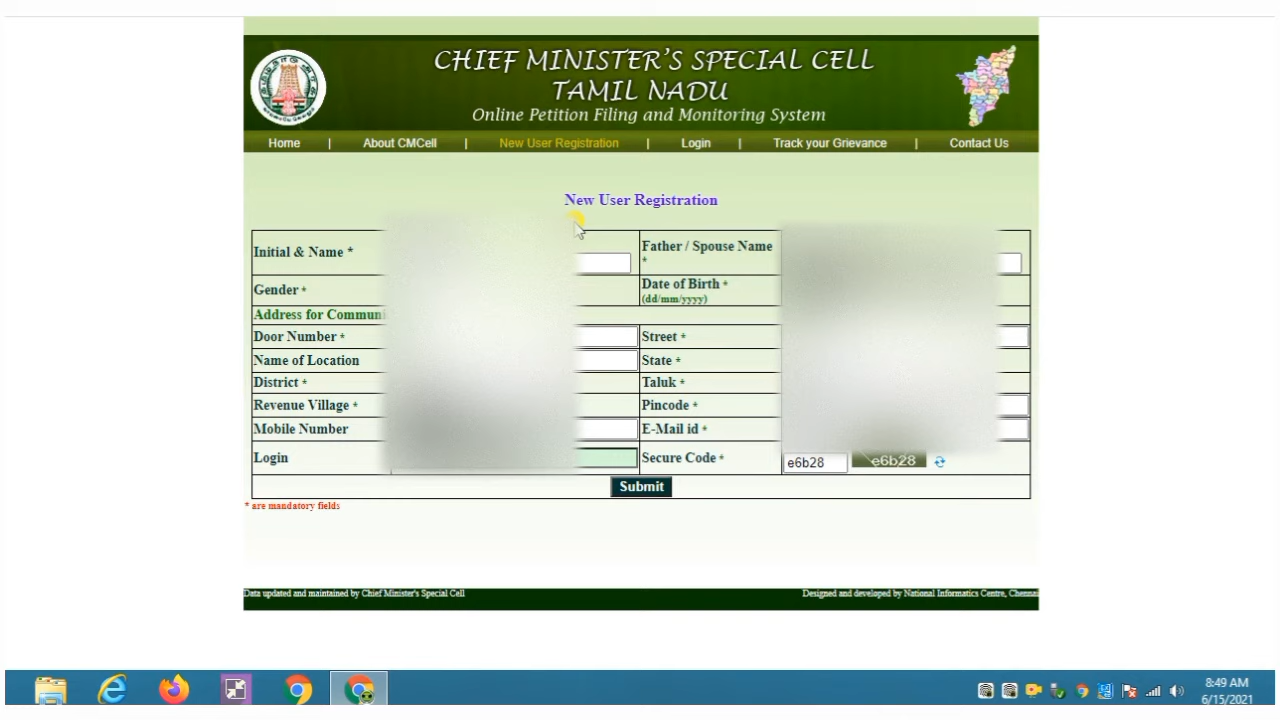 CHIEF MINISTER'S SPECIAL CELL
TAMIL NADU
Online Petition Filing and Monitoring System
Home | About CMCell | New User Registration | Login | Track your Grievance | Contact Us
New User Registration
Initial & Name *
Father / Spouse Name *
Gender *
Date of Birth *
(dd/mm/yyyy)
Address for Communi
Door Number *
Street *
Name of Location
State *
District *
Taluk *
Revenue Village *
Pincode *
Mobile Number
E-Mail id *
Login
Secure Code *
e6b28
e6b28
Submit
* are mandatory fields
Data updated and maintained by Chief Minister's Special Cell
Designed and developed by National Informatics Centre, Chennai
8:49 AM
6/15/2021